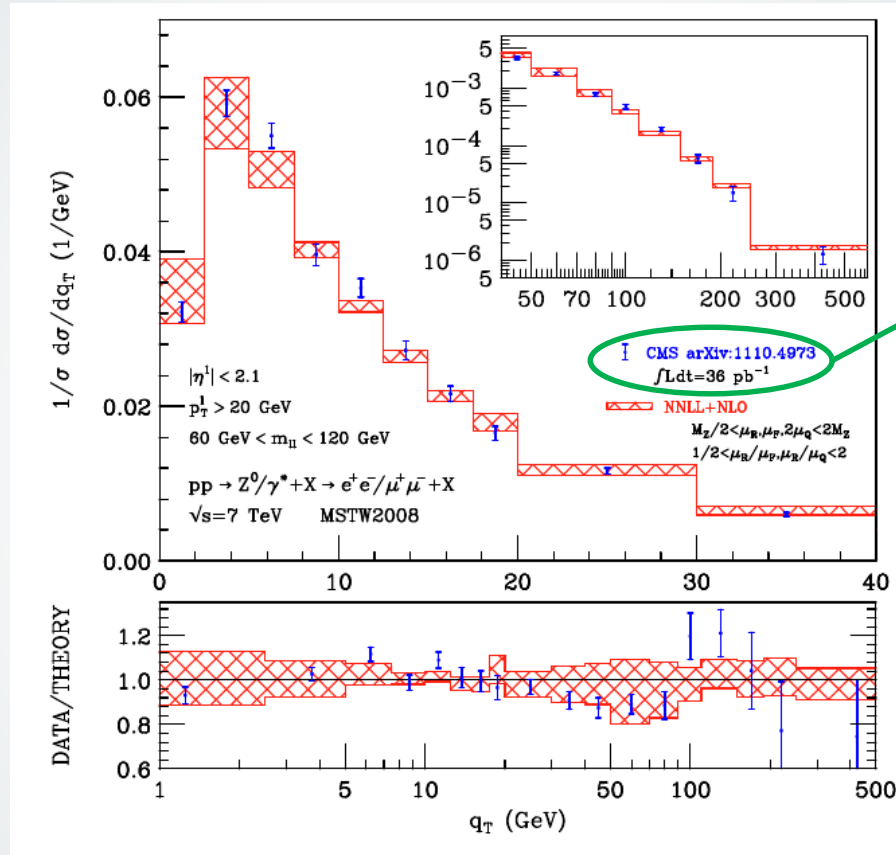 1/σ dσ/dq_T (1/GeV)
0.06
0.04
0.02
0.00
0 10 20 30 40
5
10⁻³
5
10⁻⁴
5
10⁻⁵
5
10⁻⁶
5
50 70 100 200 300 500
CMS arXiv:1110.4973
∫Ldt=36 pb⁻¹
NNLL+NLO
M_Z/2<μ_R,μ_F,2μ_Q<2M_Z
1/2<μ_R/μ_F,μ_R/μ_Q<2
|η^l|<2.1
p_T^l>20 GeV
60 GeV<m_ll<120 GeV
pp→Z⁰/γ*+X→e⁺e⁻/μ⁺μ⁻+X
√s=7 TeV MSTW2008
DATA/THEORY
1.2
1.0
0.8
0.6
1 5 10 50 100 500
q_T (GeV)